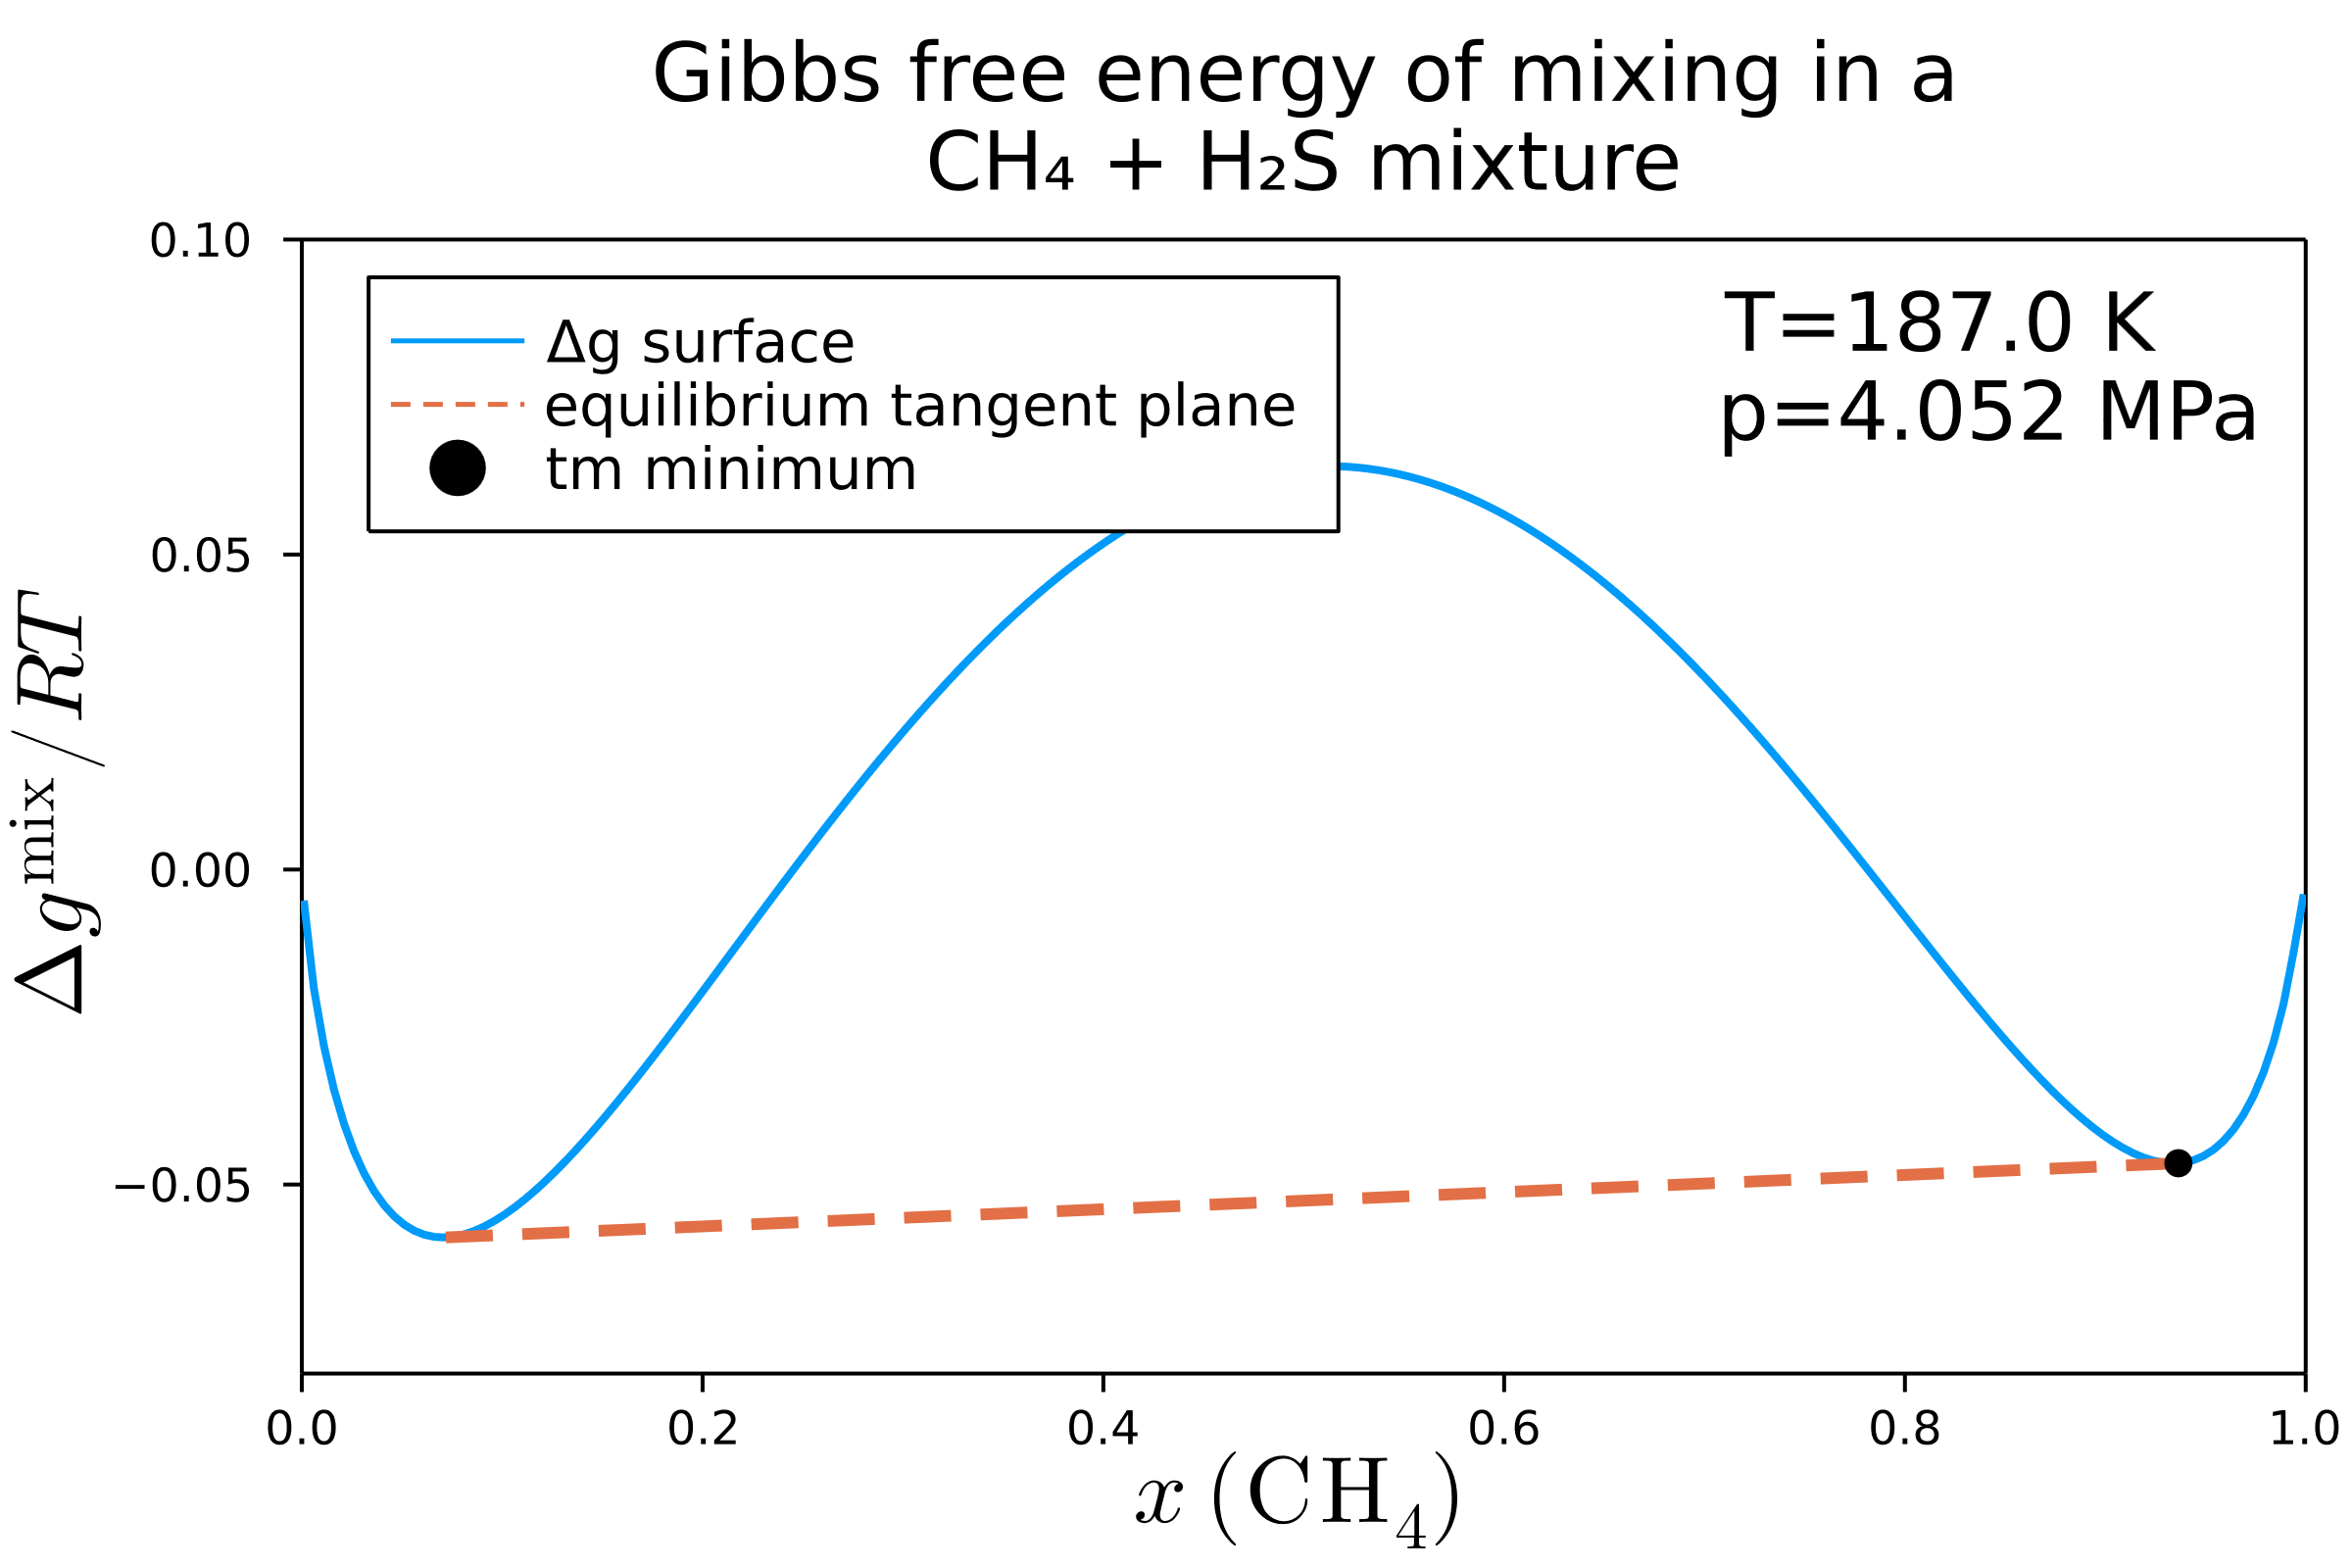 Gibbs free energy of mixing in a
CH₄ + H₂S mixture
0.10
0.05
0.00
−0.05
Δg^mix / RT
Δg surface
equilibrium tangent plane
tm minimum
T=187.0 K
p=4.052 MPa
0.0 0.2 0.4 0.6 0.8 1.0
x (CH₄)